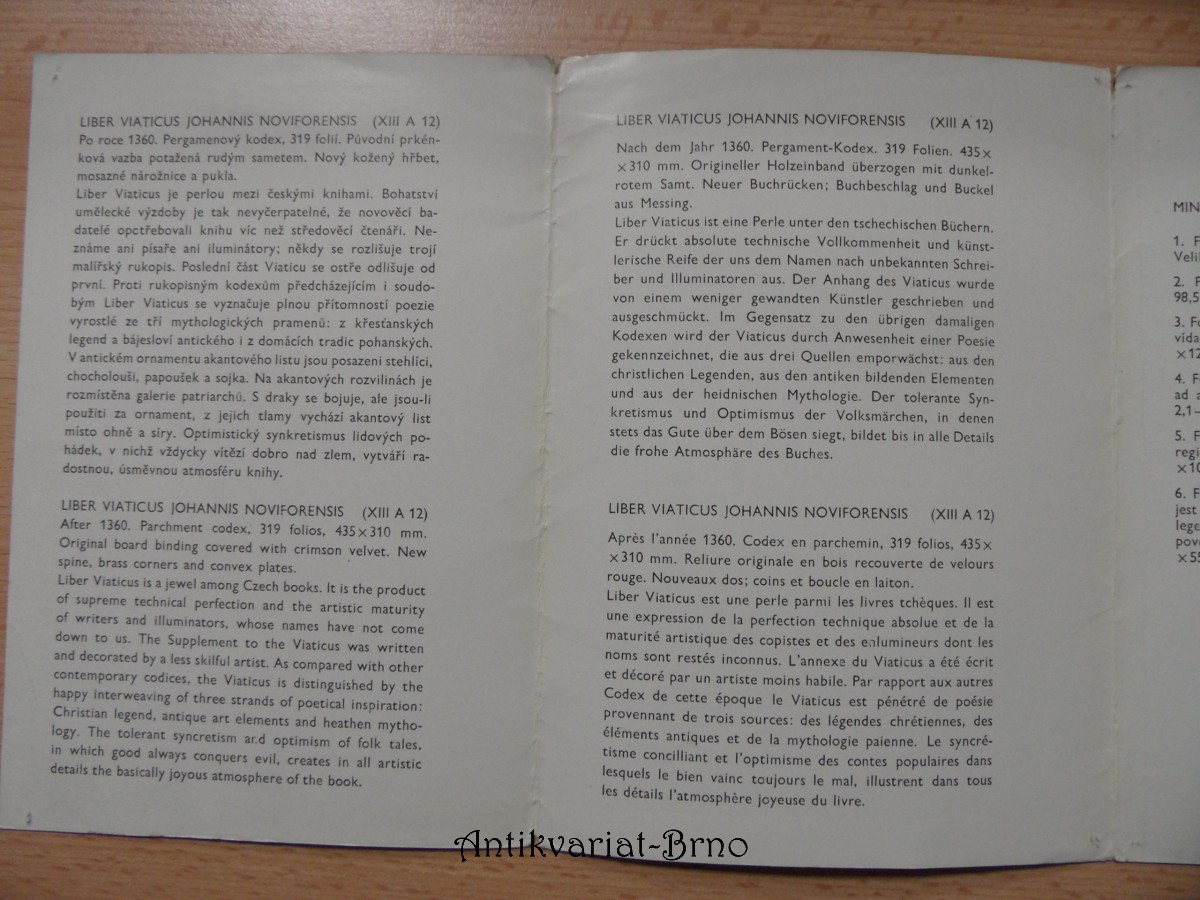 LIBER VIATICUS JOHANNIS NOVIFORENSIS (XIII A 12)
Po roce 1360. Pergamenový kodex, 319 folií. Původní prkén-
ková vazba potažená rudým sametem. Nový kožený hřbet,
mosazné nárožnice a pukla.
Liber Viaticus je perlou mezi českými knihami. Bohatství
umělecké výzdoby je tak nevyčerpatelné, že novověcí ba-
datelé opotřebovali knihu víc než středověcí čtenáři. Ne-
známe ani písaře ani iluminátory; někdy se rozlišuje trojí
malířský rukopis. Poslední část Viaticu se ostře odlišuje od
první. Proti rukopisným kodexům předcházejícím i soudo-
bým Liber Viaticus se vyznačuje plnou přítomností poezie
vyrostlé ze tří mythologických pramenů: z křesťanských
legend a bájesloví antického i z domácích tradic pohanských.
V antickém ornamentu akantového listu jsou posazeni stehlíci,
chocholouši, papoušek a sojka. Na akantových rozvilinách je
rozmístěna galerie patriarchů. S draky se bojuje, ale jsou-li
použiti za ornament, z jejich tlamy vychází akantový list
místo ohně a síry. Optimistický synkretismus lidových po-
hádek, v nichž vždycky vítězí dobro nad zlem, vytváří ra-
dostnou, úsměvnou atmosféru knihy.
LIBER VIATICUS JOHANNIS NOVIFORENSIS (XIII A 12)
After 1360. Parchment codex, 319 folios, 435×310 mm.
Original board binding covered with crimson velvet. New
spine, brass corners and convex plates.
Liber Viaticus is a jewel among Czech books. It is the product
of supreme technical perfection and the artistic maturity
of writers and illuminators, whose names have not come
down to us. The Supplement to the Viaticus was written
and decorated by a less skilful artist. As compared with other
contemporary codices, the Viaticus is distinguished by the
happy interweaving of three strands of poetical inspiration:
Christian legend, antique art elements and heathen mytho-
logy. The tolerant syncretism and optimism of folk tales,
in which good always conquers evil, creates in all artistic
details the basically joyous atmosphere of the book.
LIBER VIATICUS JOHANNIS NOVIFORENSIS (XIII A 12)
Nach dem Jahr 1360. Pergament-Kodex. 319 Folien. 435×
×310 mm. Origineller Holzeinband überzogen mit dunkel-
rotem Samt. Neuer Buchrücken; Buchbeschlag und Buckel
aus Messing.
Liber Viaticus ist eine Perle unter den tschechischen Büchern.
Er drückt absolute technische Vollkommenheit und künst-
lerische Reife der uns dem Namen nach unbekannten Schrei-
ber und Illuminatoren aus. Der Anhang des Viaticus wurde
von einem weniger gewandten Künstler geschrieben und
ausgeschmückt. Im Gegensatz zu den übrigen damaligen
Kodexen wird der Viaticus durch Anwesenheit einer Poesie
gekennzeichnet, die aus drei Quellen emporwächst: aus den
christlichen Legenden, aus den antiken bildenden Elementen
und aus der heidnischen Mythologie. Der tolerante Syn-
kretismus und Optimismus der Volksmärchen, in denen
stets das Gute über dem Bösen siegt, bildet bis in alle Details
die frohe Atmosphäre des Buches.
LIBER VIATICUS JOHANNIS NOVIFORENSIS (XIII A 12)
Après l'année 1360. Codex en parchemin, 319 folios, 435×
×310 mm. Reliure originale en bois recouverte de velours
rouge. Nouveaux dos; coins et boucle en laiton.
Liber Viaticus est une perle parmi les livres tchèques. Il est
une expression de la perfection technique absolue et de la
maturité artistique des copistes et des enlumineurs dont les
noms sont restés inconnus. L'annexe du Viaticus a été écrit
et décoré par un artiste moins habile. Par rapport aux autres
Codex de cette époque le Viaticus est pénétré de poésie
provennant de trois sources: des légendes chrétiennes, des
éléments antiques et de la mythologie paienne. Le syncré-
tisme concilliant et l'optimisme des contes populaires dans
lesquels le bien vainc toujours le mal, illustrent dans tous
les détails l'atmosphère joyeuse du livre.
MIN
1. F
Veli
2. F
98,5
3. Fo
vida
×12
4. F
ad a
2,1–
5. F
regi
×10
6. F
jest
lege
pov
×55
Antikvariat-Brno